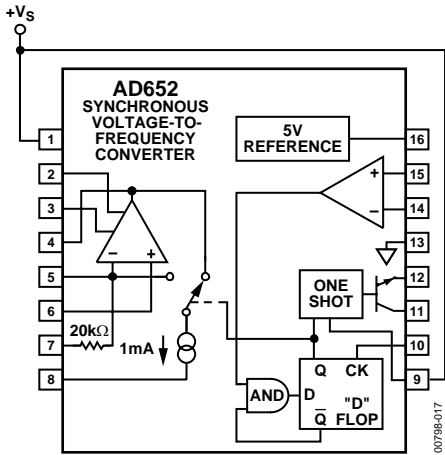 +VS
AD652
SYNCHRONOUS
VOLTAGE-TO-
FREQUENCY
CONVERTER
5V
REFERENCE
1
2
3
4
5
6
7
8
16
15
14
13
12
11
10
9
+
–
–
+
20kΩ
1mA
ONE
SHOT
AND
D
Q CK
"D"
FLOP
Q̅
00798-017